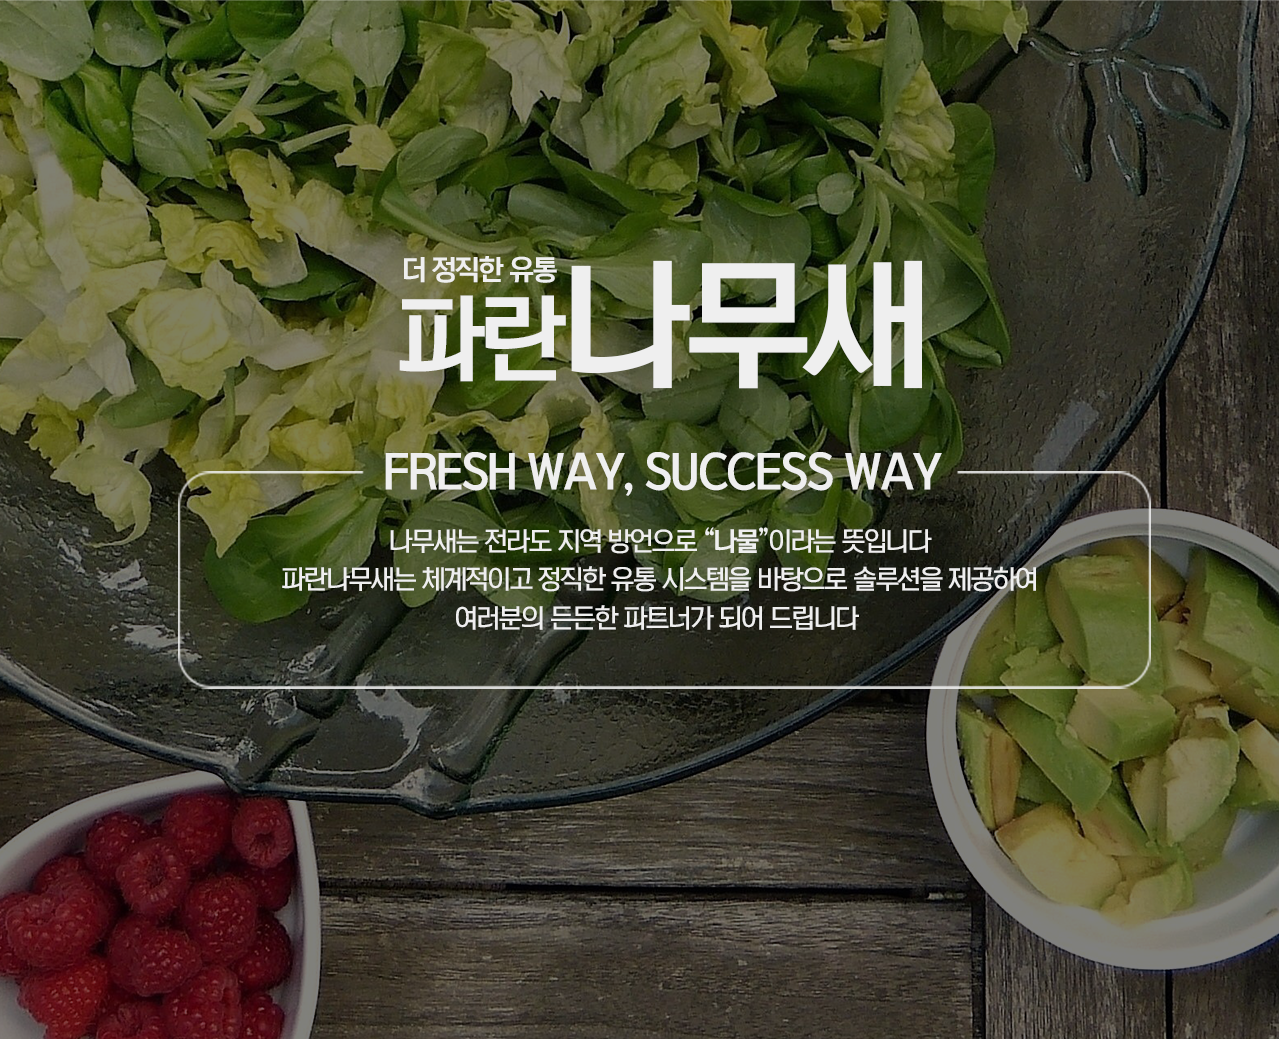 더 정직한 유통
파란나무새
FRESH WAY, SUCCESS WAY
나무새는 전라도 지역 방언으로 “나물”이라는 뜻입니다
파란나무새는 체계적이고 정직한 유통 시스템을 바탕으로 솔루션을 제공하여
여러분의 든든한 파트너가 되어 드립니다